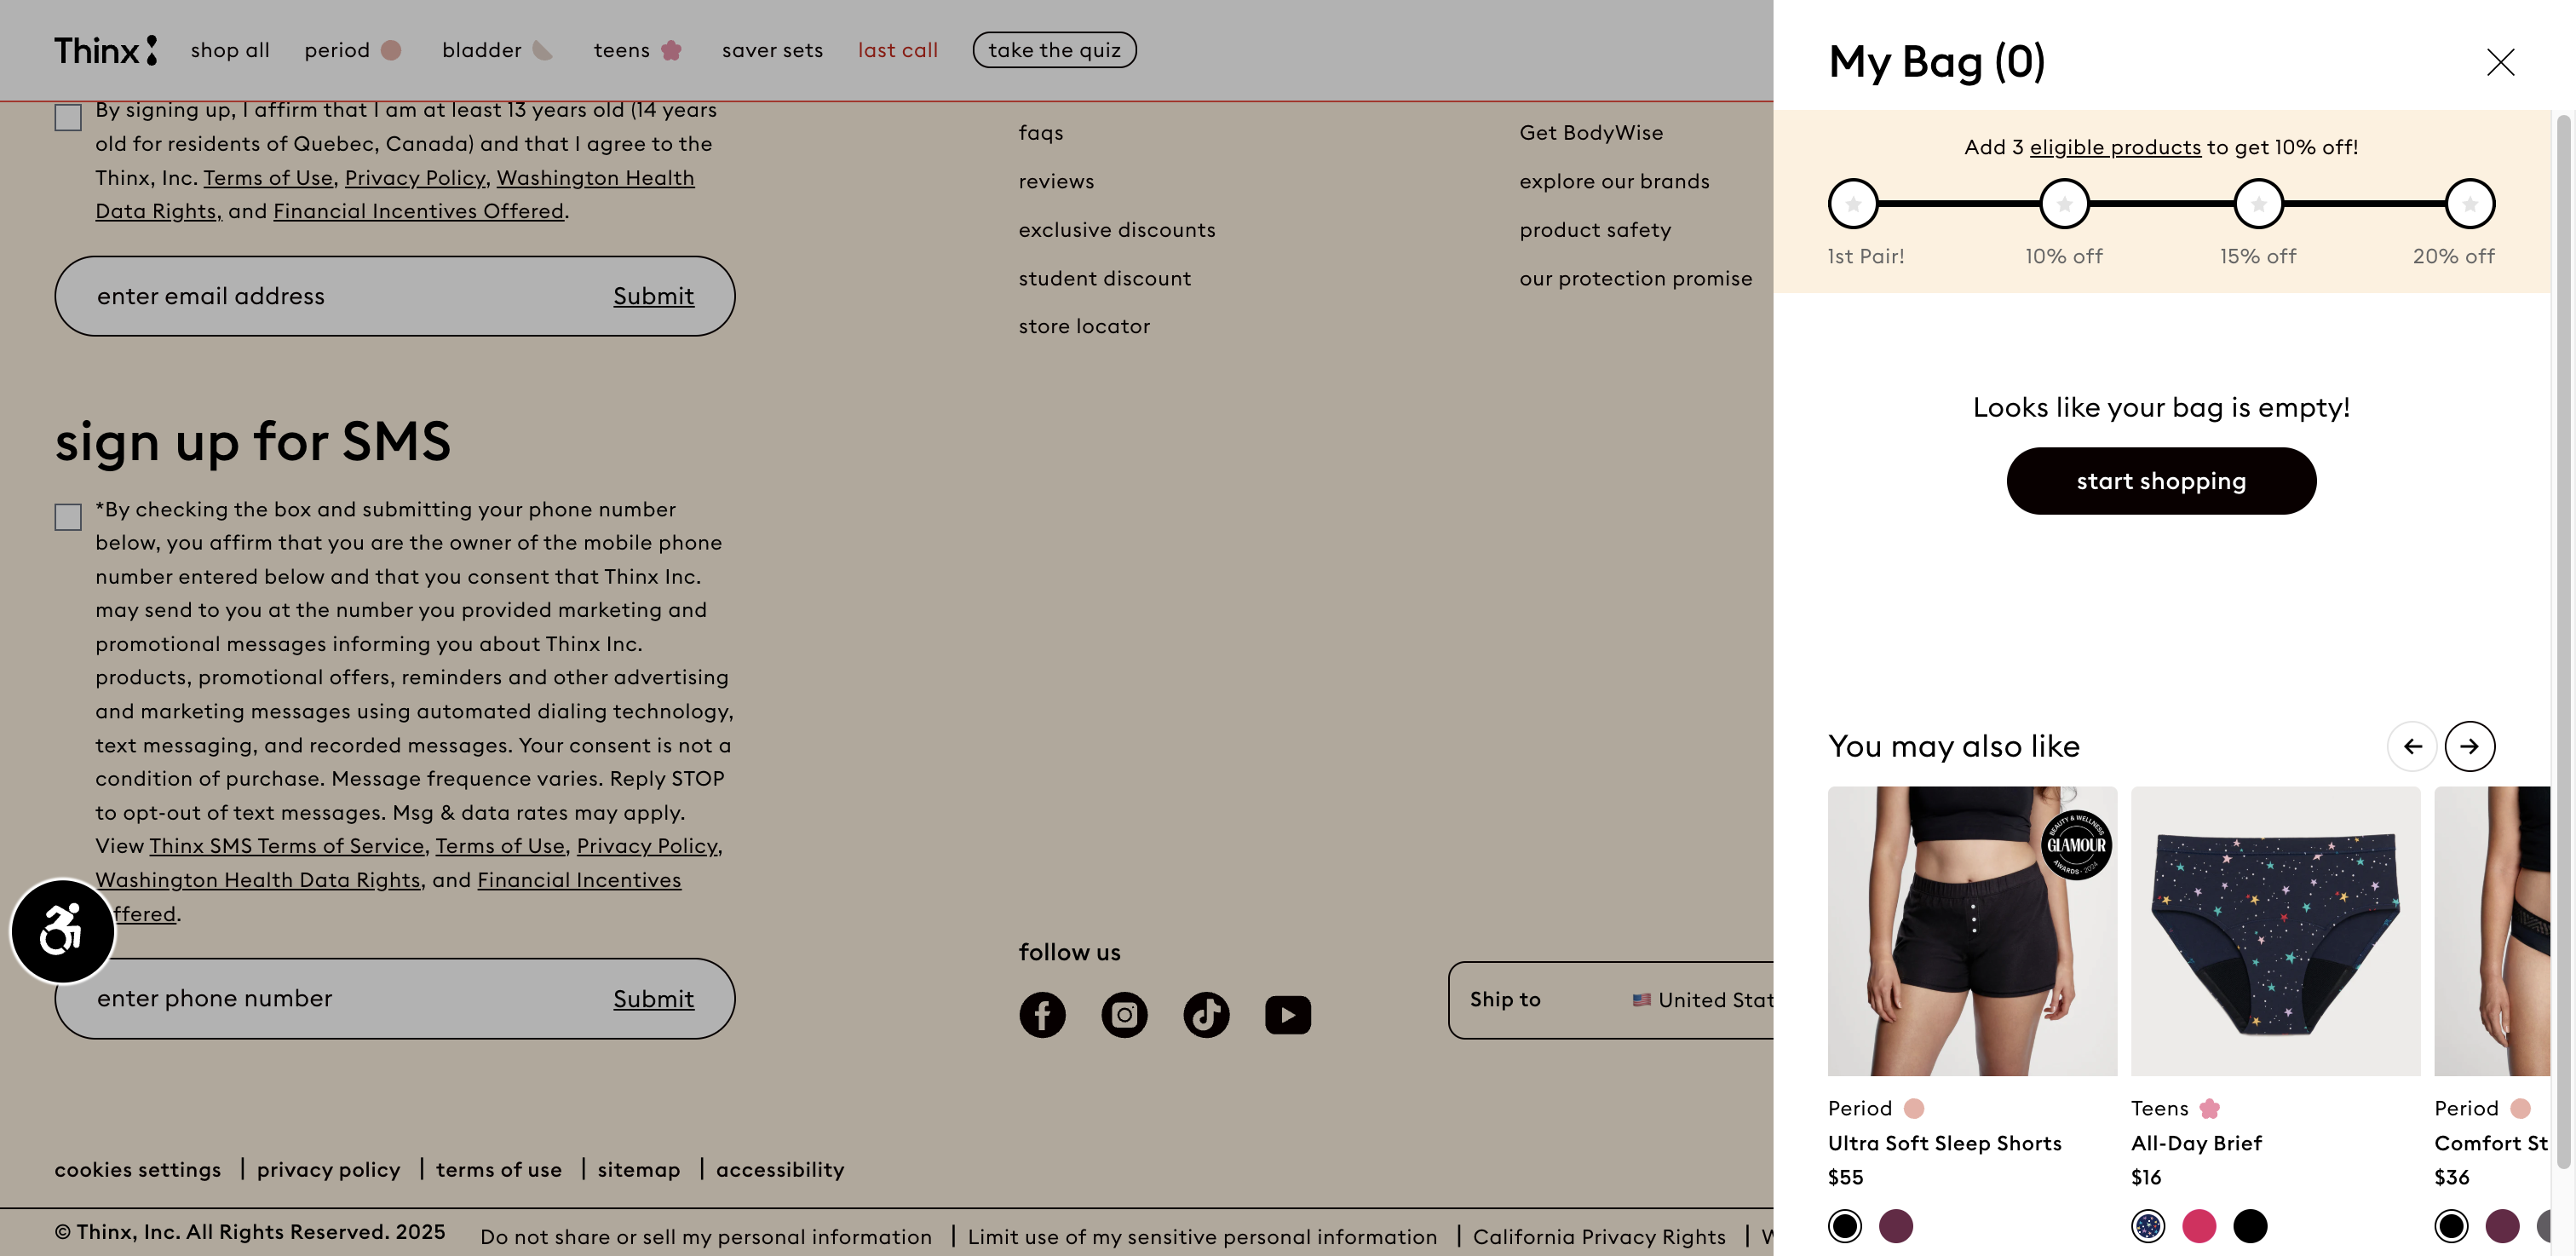 Thinx
shop all
period
bladder
teens
saver sets
last call
take the quiz
By signing up, I affirm that I am at least 13 years old (14 years
old for residents of Quebec, Canada) and that I agree to the
Thinx, Inc. Terms of Use, Privacy Policy, Washington Health
Data Rights, and Financial Incentives Offered.
enter email address
Submit
sign up for SMS
*By checking the box and submitting your phone number
below, you affirm that you are the owner of the mobile phone
number entered below and that you consent that Thinx Inc.
may send to you at the number you provided marketing and
promotional messages informing you about Thinx Inc.
products, promotional offers, reminders and other advertising
and marketing messages using automated dialing technology,
text messaging, and recorded messages. Your consent is not a
condition of purchase. Message frequence varies. Reply STOP
to opt-out of text messages. Msg & data rates may apply.
View Thinx SMS Terms of Service, Terms of Use, Privacy Policy,
Washington Health Data Rights, and Financial Incentives
ffered.
enter phone number
Submit
faqs
reviews
exclusive discounts
student discount
store locator
Get BodyWise
explore our brands
product safety
our protection promise
follow us
Ship to
United Stat
cookies settings | privacy policy | terms of use | sitemap | accessibility
© Thinx, Inc. All Rights Reserved. 2025
Do not share or sell my personal information | Limit use of my sensitive personal information | California Privacy Rights |
My Bag (0)
Add 3 eligible products to get 10% off!
1st Pair!
10% off
15% off
20% off
Looks like your bag is empty!
start shopping
You may also like
BEAUTY & WELLNESS
GLAMOUR
AWARDS · 2024
Period
Ultra Soft Sleep Shorts
$55
Teens
All-Day Brief
$16
Period
Comfort St
$36